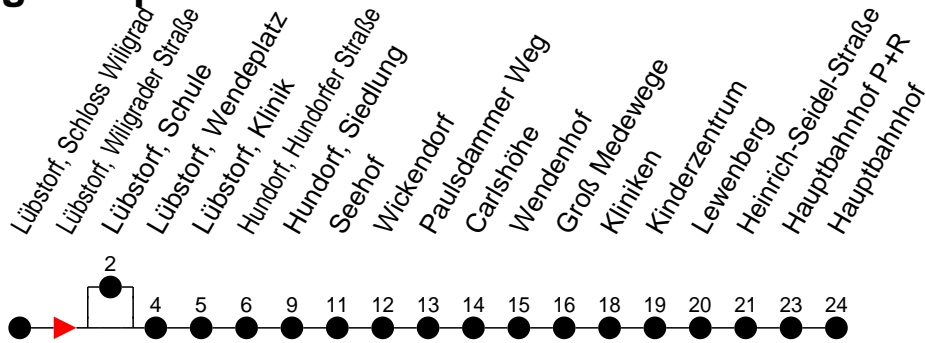 Lübstorf, Schloss Wiligrad
Lübstorf, Wiligrader Straße
Lübstorf, Schule
Lübstorf, Wendeplatz
Lübstorf, Klinik
Hundorf, Hundorfer Straße
Hundorf, Siedlung
Seehof
Wickendorf
Paulsdammer Weg
Carlshöhe
Wendenhof
Groß Medewege
Kliniken
Kinderzentrum
Lewenberg
Heinrich-Seidel-Straße
Hauptbahnhof P+R
Hauptbahnhof
2
4 5 6 9 11 12 13 14 15 16 18 19 20 21 23 24